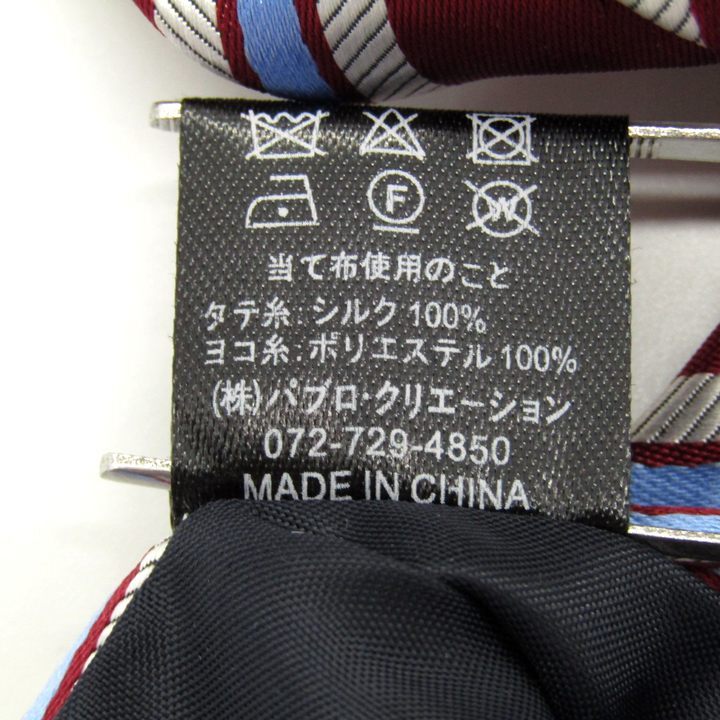 F W
当て布使用のこと
タテ糸:シルク 100%
ヨコ糸:ポリエステル 100%
(株)パブロ・クリエーション
072-729-4850
MADE IN CHINA